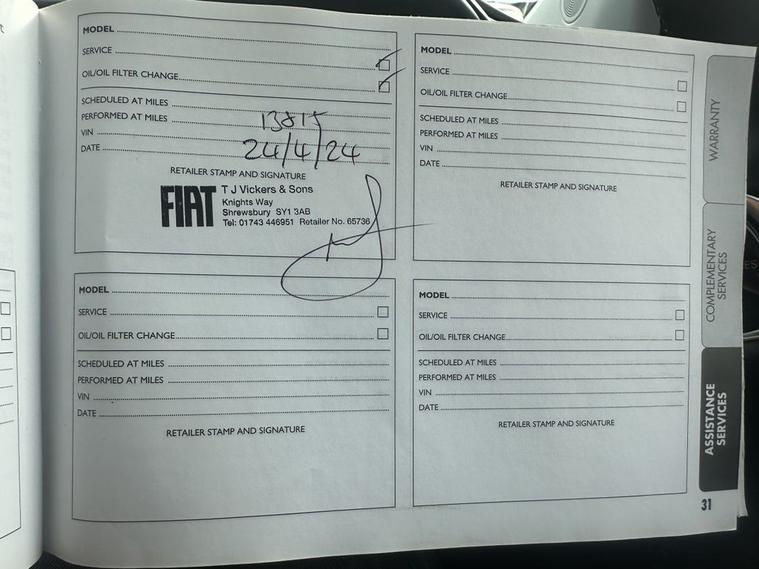 MODEL
SERVICE
OIL/OIL FILTER CHANGE
SCHEDULED AT MILES
PERFORMED AT MILES 13815
VIN
DATE 24/4/24
RETAILER STAMP AND SIGNATURE
FIAT
T J Vickers & Sons
Knights Way
Shrewsbury SY1 3AB
Tel: 01743 446951 Retailer No. 65736
MODEL
SERVICE
OIL/OIL FILTER CHANGE
SCHEDULED AT MILES
PERFORMED AT MILES
VIN
DATE
RETAILER STAMP AND SIGNATURE
MODEL
SERVICE
OIL/OIL FILTER CHANGE
SCHEDULED AT MILES
PERFORMED AT MILES
VIN
DATE
RETAILER STAMP AND SIGNATURE
MODEL
SERVICE
OIL/OIL FILTER CHANGE
SCHEDULED AT MILES
PERFORMED AT MILES
VIN
DATE
RETAILER STAMP AND SIGNATURE
WARRANTY
COMPLEMENTARY
SERVICES
ASSISTANCE
SERVICES
31